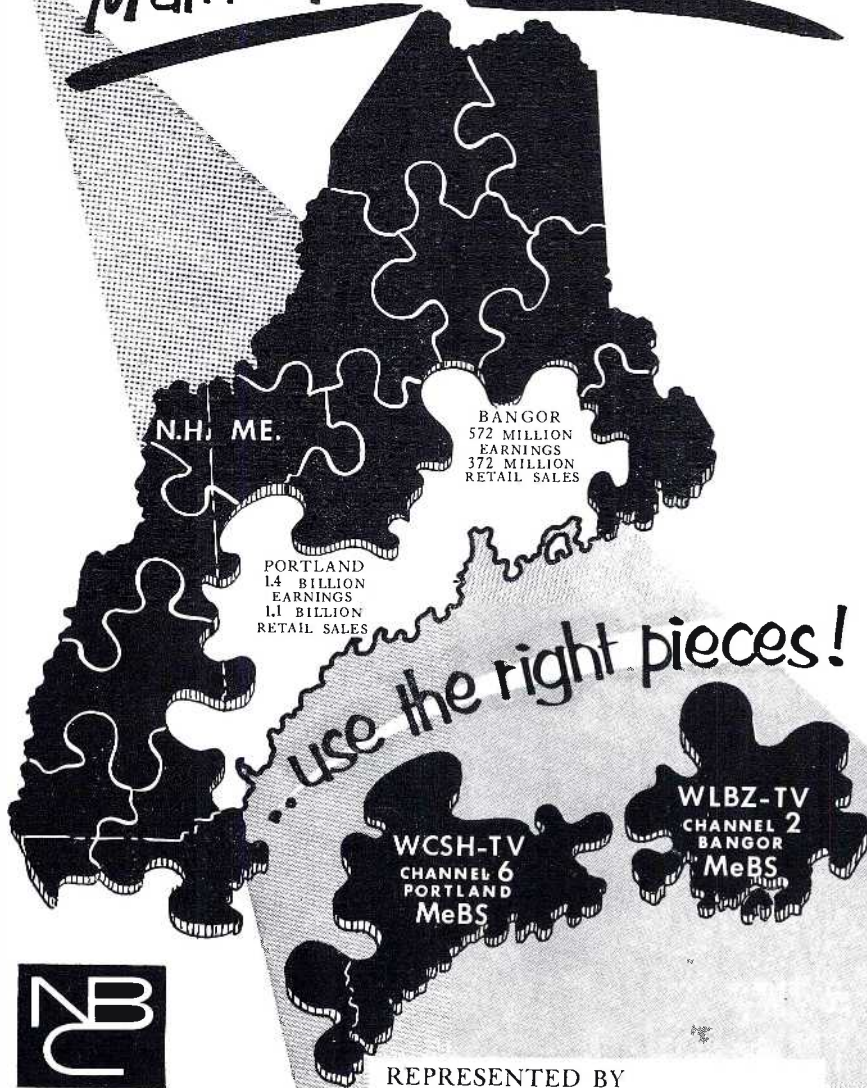 N.H. ME.
BANGOR
572 MILLION
EARNINGS
372 MILLION
RETAIL SALES
PORTLAND
1.4 BILLION
EARNINGS
1.1 BILLION
RETAIL SALES
..use the right pieces!
WCSH-TV
CHANNEL 6
PORTLAND
MeBS
WLBZ-TV
CHANNEL 2
BANGOR
MeBS
NBC
REPRESENTED BY